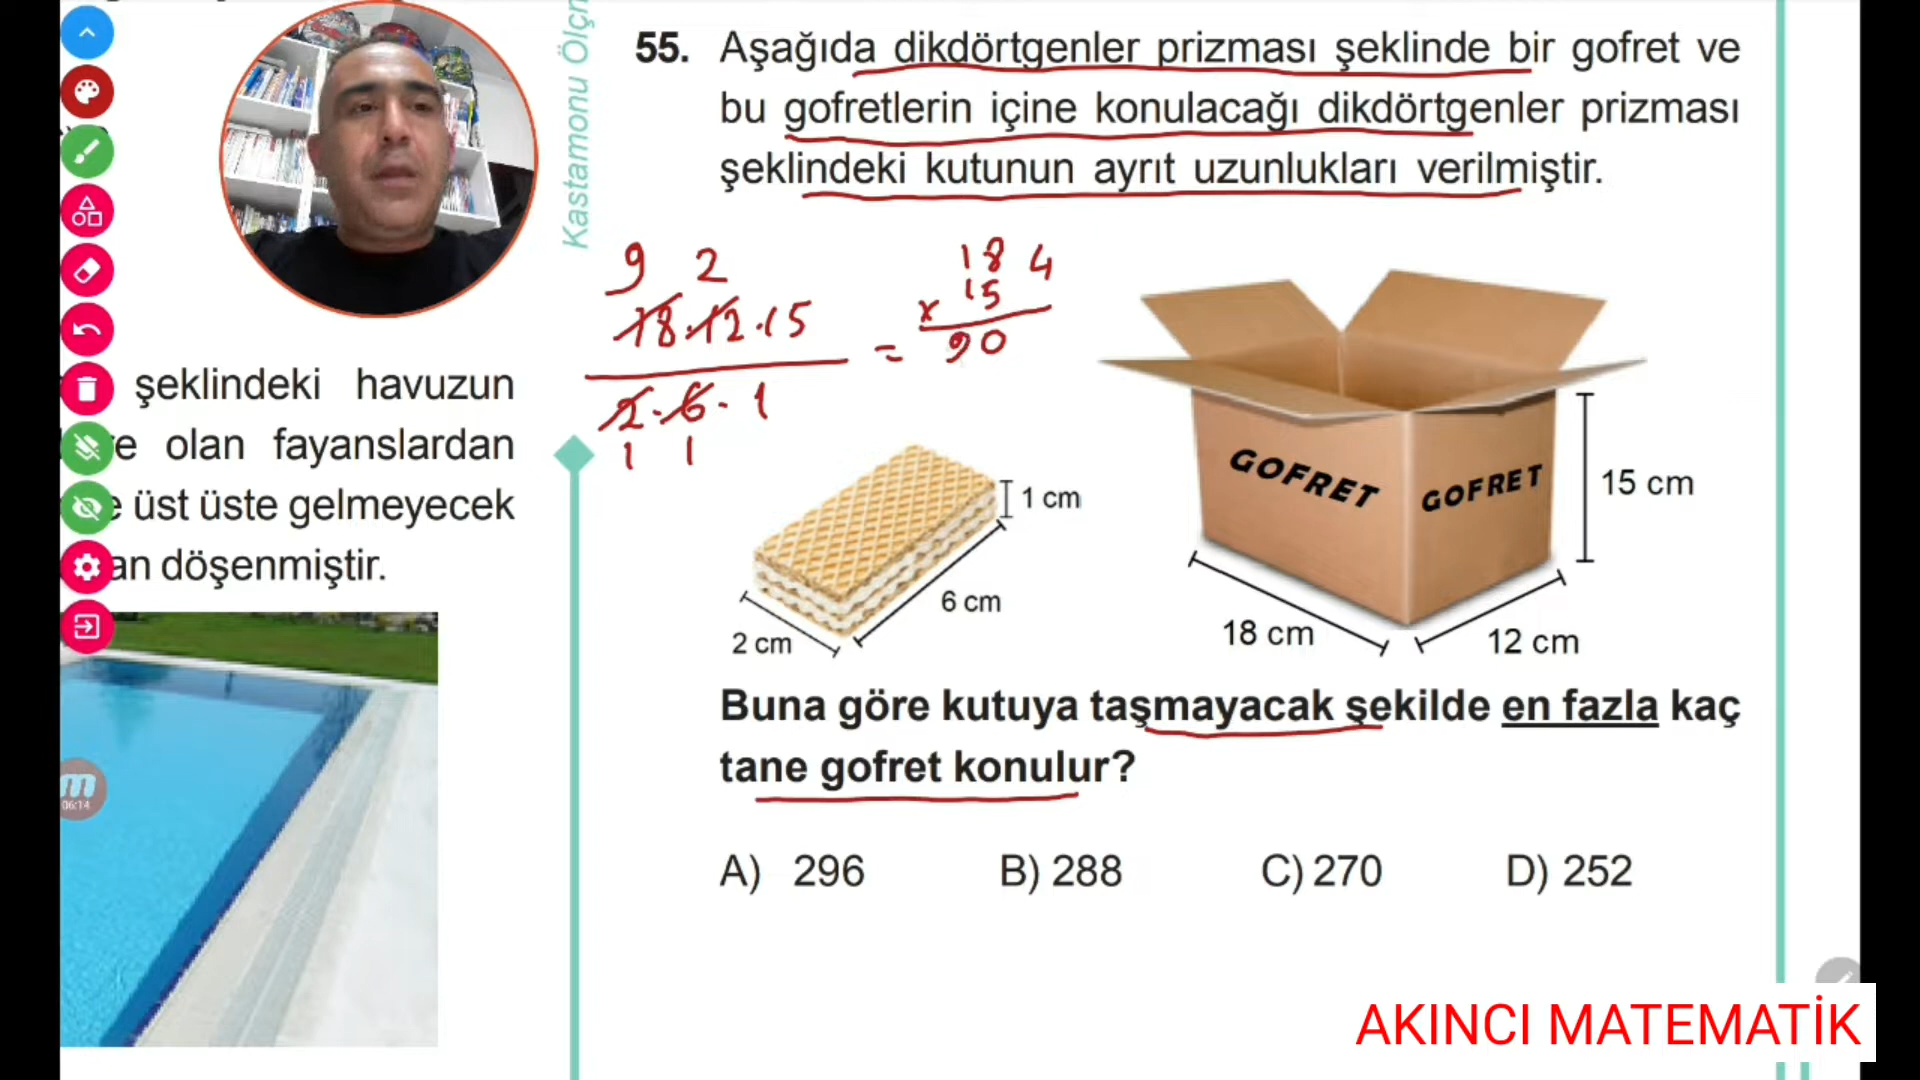 Kastamonu Ölçm
55. Aşağıda dikdörtgenler prizması şeklinde bir gofret ve
bu gofretlerin içine konulacağı dikdörtgenler prizması
şeklindeki kutunun ayrıt uzunlukları verilmiştir.
9 2
18.12.15
2.6.1
1 1
=
18 4
x 15
90
GOFRET
GOFRET
15 cm
18 cm
12 cm
1 cm
6 cm
2 cm
Buna göre kutuya taşmayacak şekilde en fazla kaç
tane gofret konulur?
A) 296 B) 288 C) 270 D) 252
şeklindeki havuzun
olan fayanslardan
üst üste gelmeyecek
an döşenmiştir.
m
06:14
AKINCI MATEMATİK